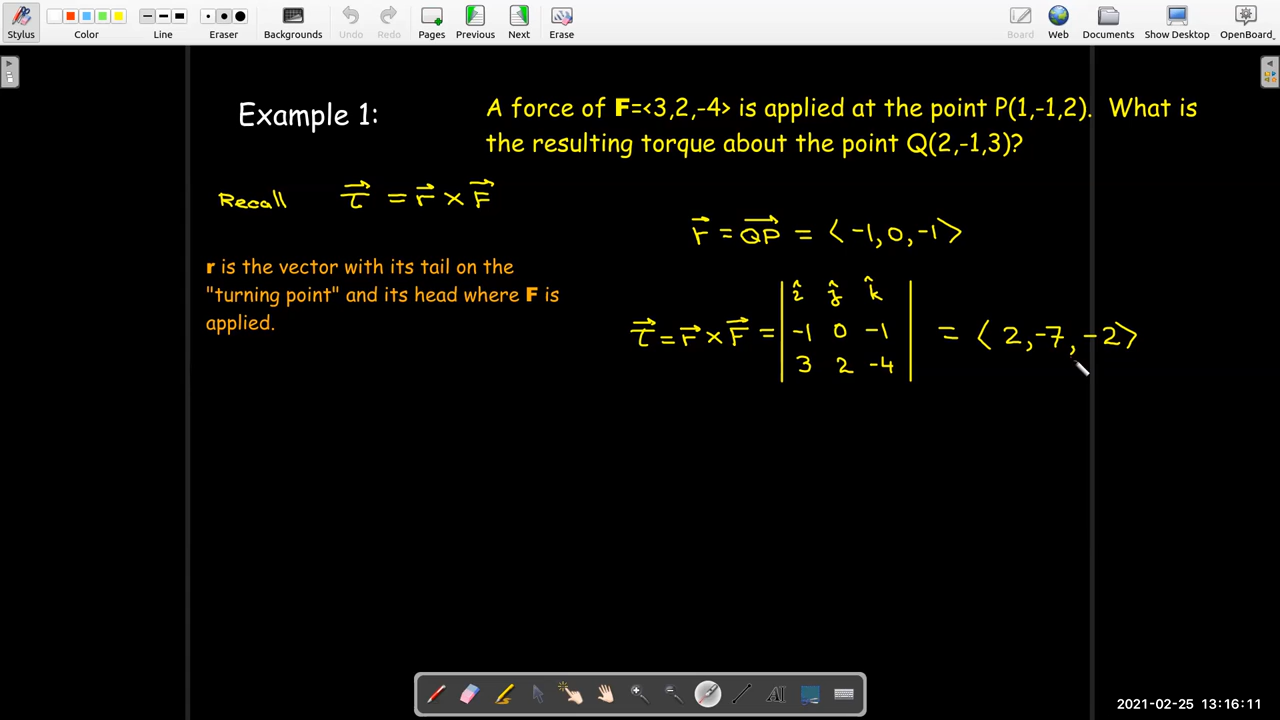 Stylus Color Line Eraser Backgrounds Undo Redo Pages Previous Next Erase Board Web Documents Show Desktop OpenBoard
Example 1:
A force of F=<3,2,-4> is applied at the point P(1,-1,2). What is
the resulting torque about the point Q(2,-1,3)?
Recall τ⃗ = r⃗ × F⃗
r is the vector with its tail on the
"turning point" and its head where F is
applied.
r⃗ = QP⃗ = ⟨-1,0,-1⟩
î ĵ k̂
τ⃗ = r⃗ × F⃗ = | -1 0 -1 | = ⟨2,-7,-2⟩
3 2 -4
2021-02-25 13:16:11